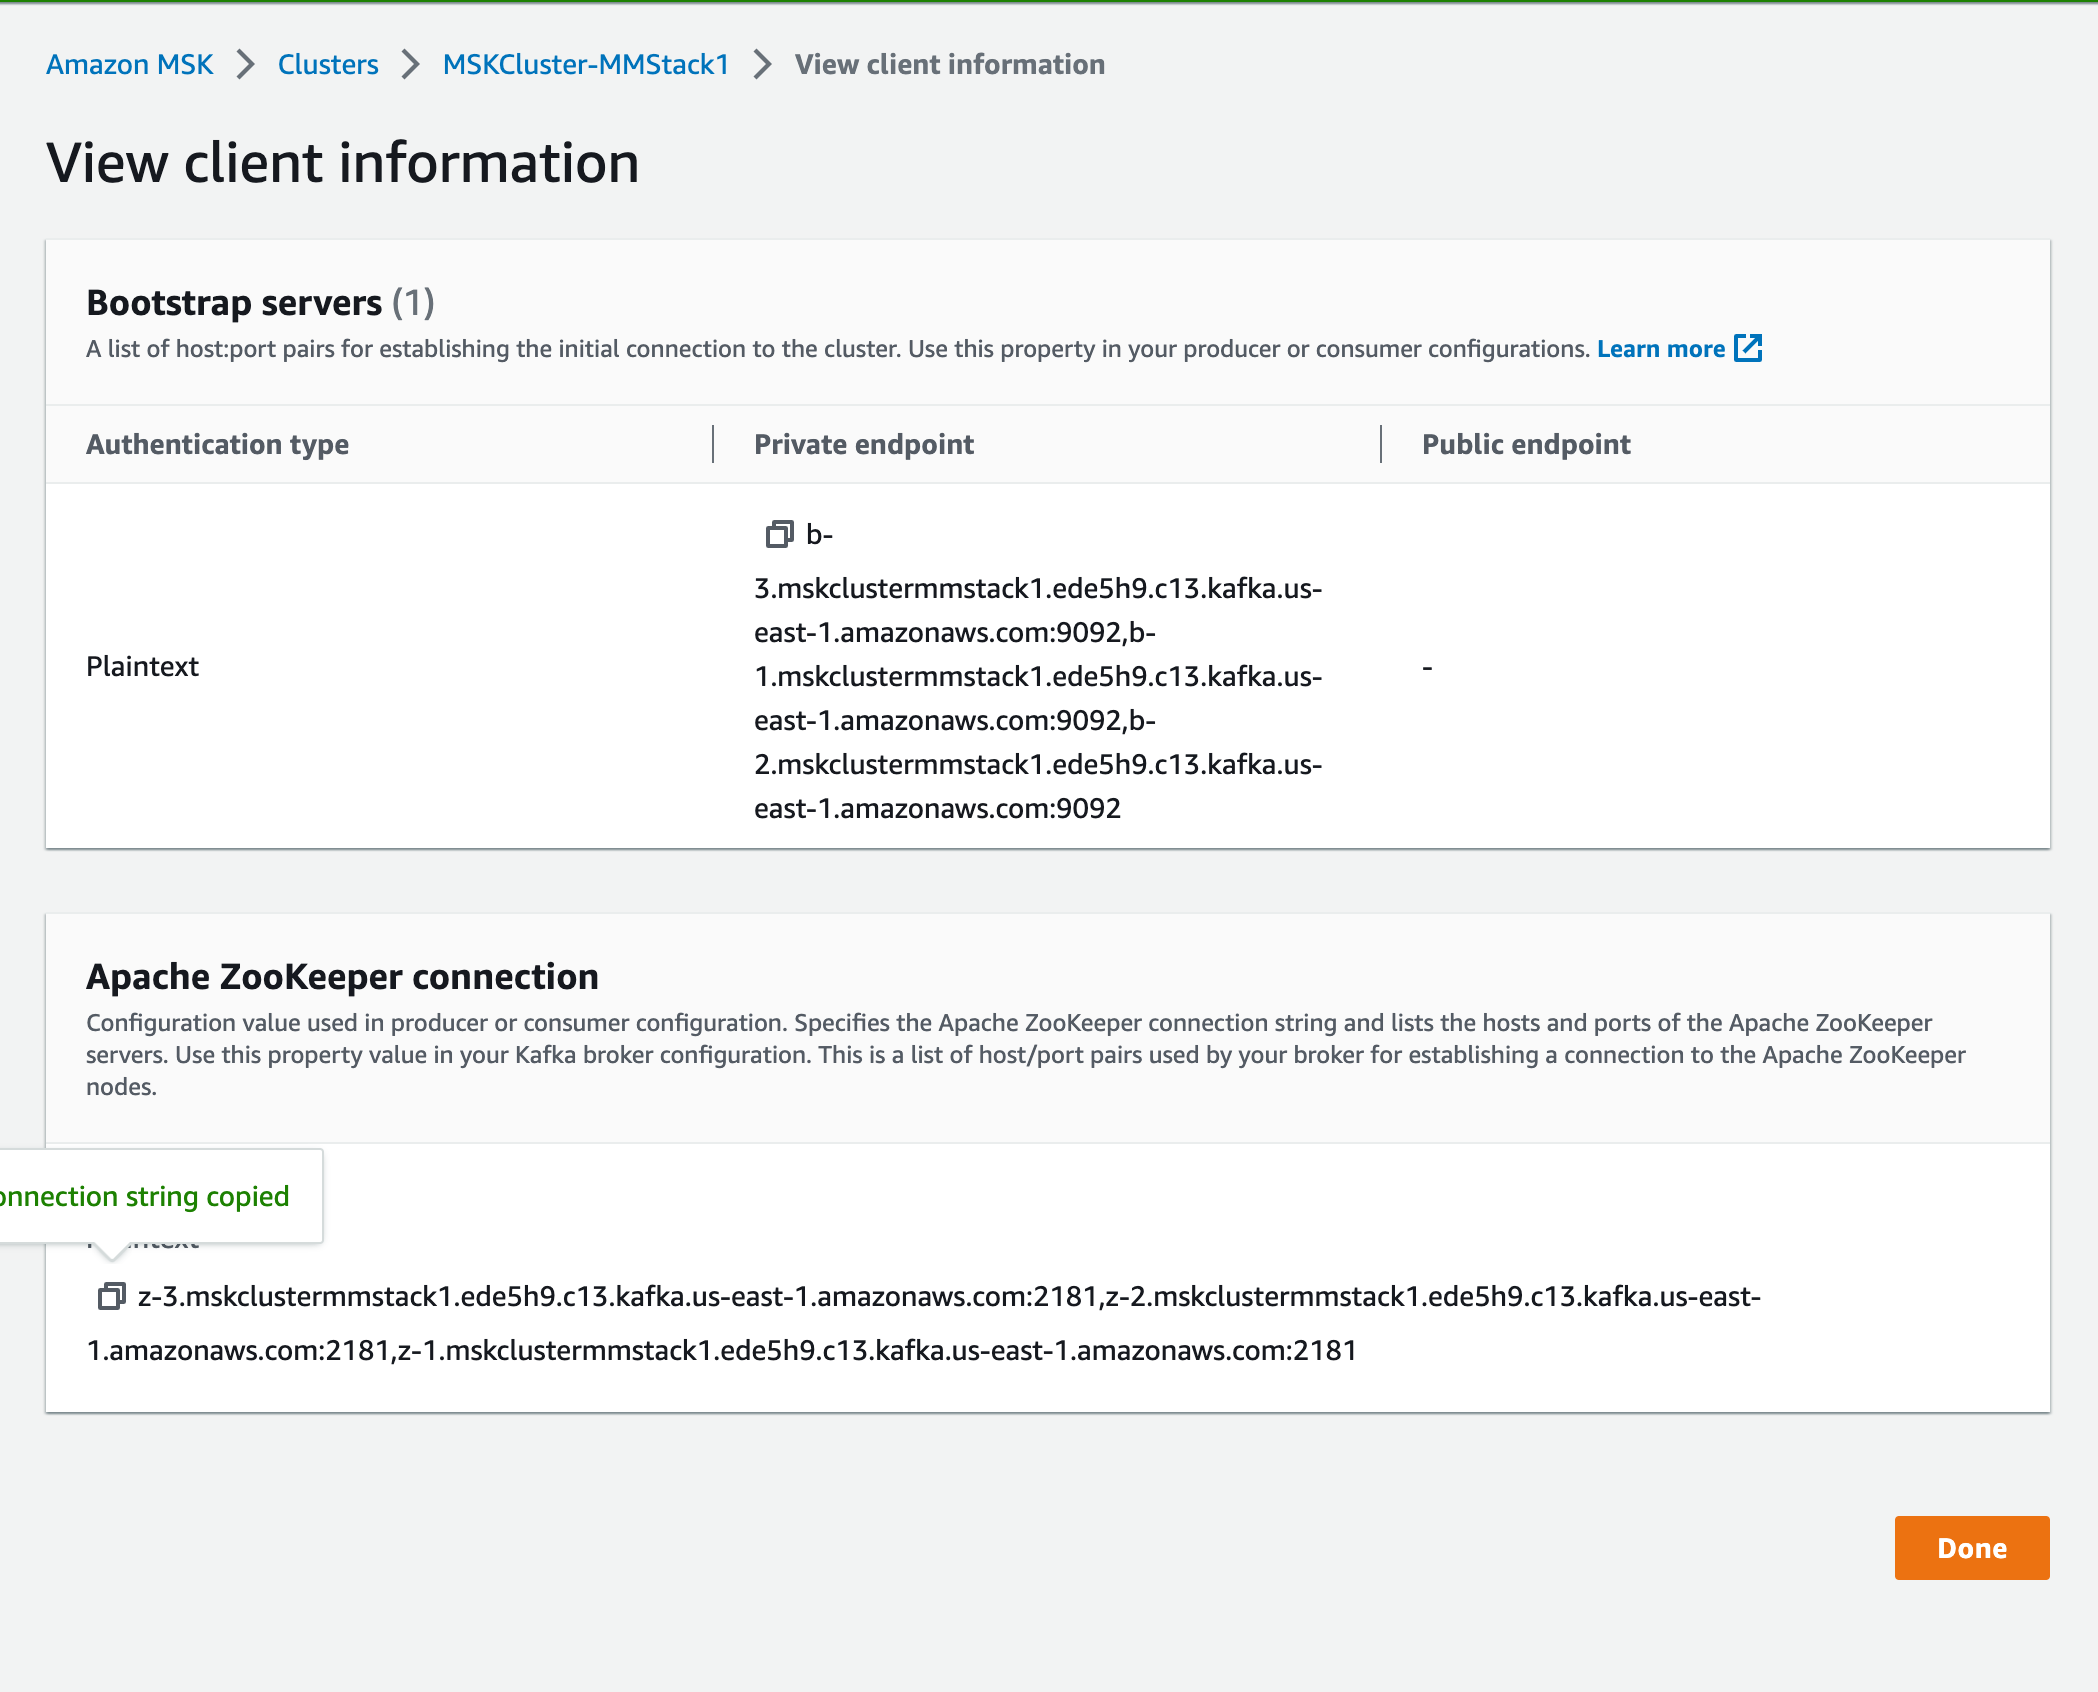 Amazon MSK > Clusters > MSKCluster-MMStack1 > View client information
View client information
Bootstrap servers (1)
A list of host:port pairs for establishing the initial connection to the cluster. Use this property in your producer or consumer configurations. Learn more
Authentication type
Private endpoint
Public endpoint
Plaintext
b-
3.mskclustermmstack1.ede5h9.c13.kafka.us-
east-1.amazonaws.com:9092,b-
1.mskclustermmstack1.ede5h9.c13.kafka.us-
east-1.amazonaws.com:9092,b-
2.mskclustermmstack1.ede5h9.c13.kafka.us-
east-1.amazonaws.com:9092
-
Apache ZooKeeper connection
Configuration value used in producer or consumer configuration. Specifies the Apache ZooKeeper connection string and lists the hosts and ports of the Apache ZooKeeper
servers. Use this property value in your Kafka broker configuration. This is a list of host/port pairs used by your broker for establishing a connection to the Apache ZooKeeper
nodes.
onnection string copied
z-3.mskclustermmstack1.ede5h9.c13.kafka.us-east-1.amazonaws.com:2181,z-2.mskclustermmstack1.ede5h9.c13.kafka.us-east-
1.amazonaws.com:2181,z-1.mskclustermmstack1.ede5h9.c13.kafka.us-east-1.amazonaws.com:2181
Done